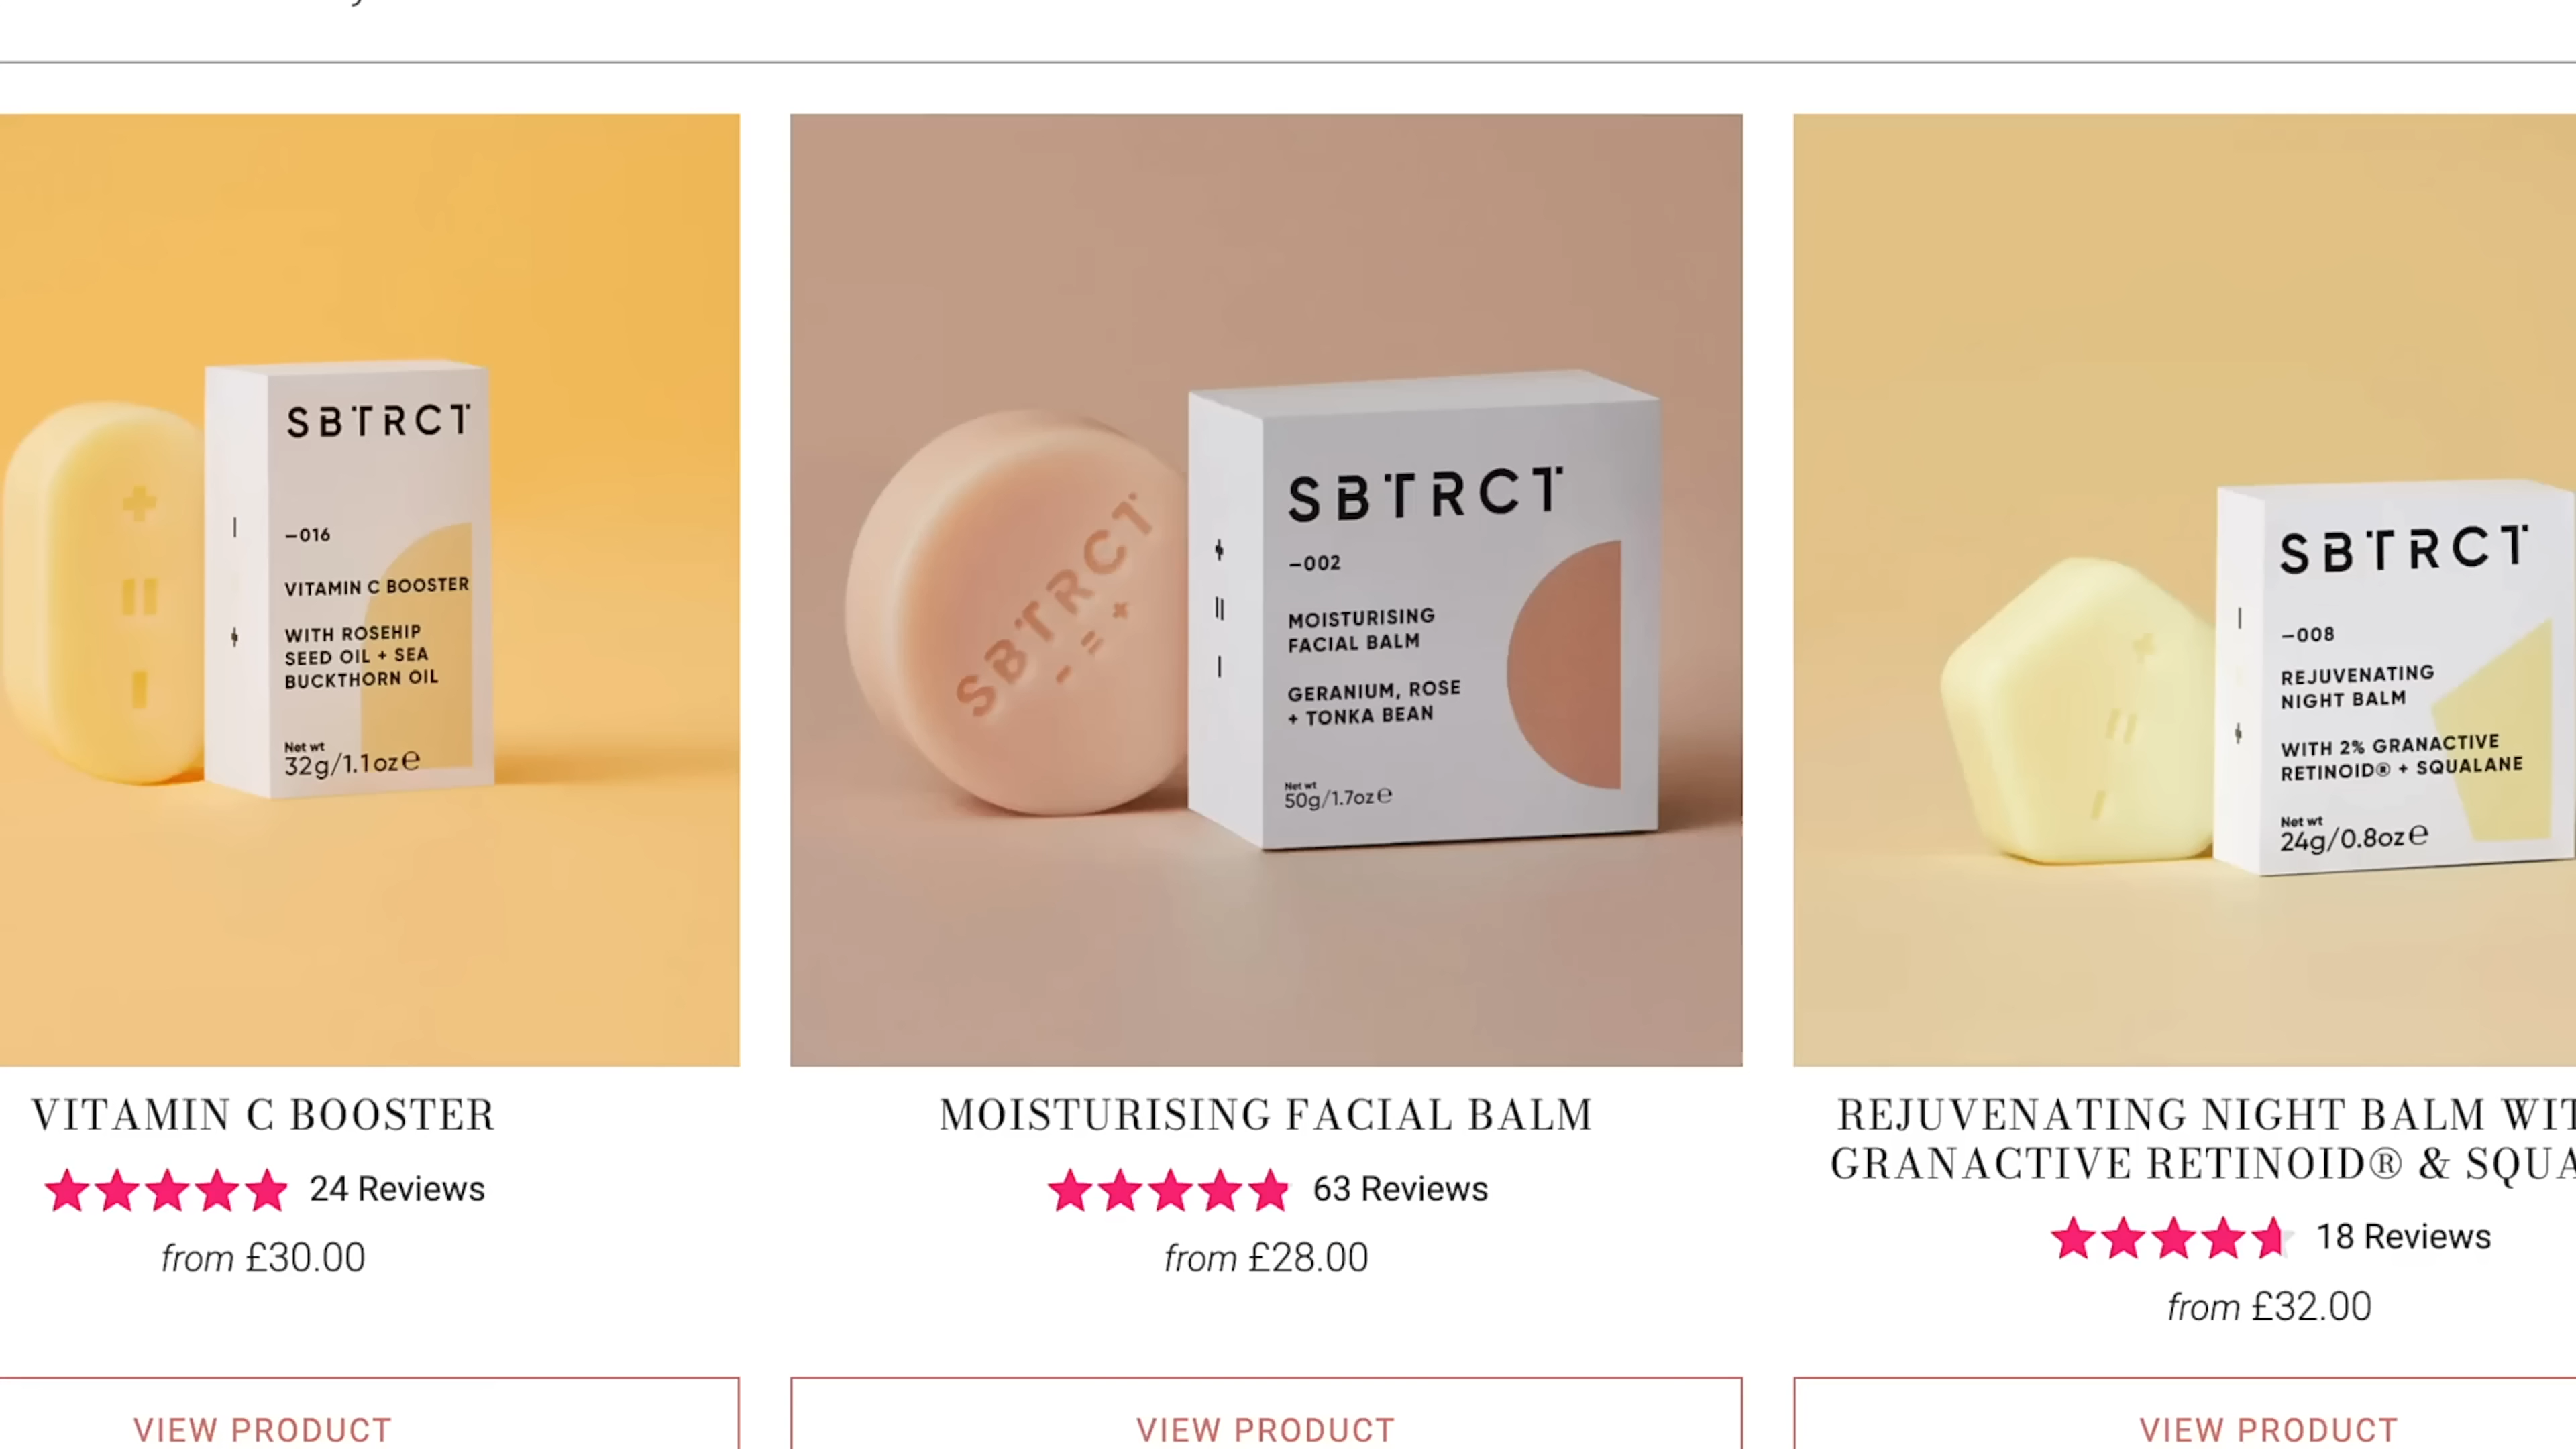 SBTRCT
–016
VITAMIN C BOOSTER
WITH ROSEHIP
SEED OIL + SEA
BUCKTHORN OIL
Net wt
32g/1.1oz℮
VITAMIN C BOOSTER
24 Reviews
from £30.00
VIEW PRODUCT
SBTRCT
SBTRCT
–002
MOISTURISING
FACIAL BALM
GERANIUM, ROSE
+ TONKA BEAN
Net wt
50g/1.7oz℮
MOISTURISING FACIAL BALM
63 Reviews
from £28.00
VIEW PRODUCT
SBTRCT
–008
REJUVENATING
NIGHT BALM
WITH 2% GRANACTIVE
RETINOID® + SQUALANE
Net wt
24g/0.8oz℮
REJUVENATING NIGHT BALM WIT
GRANACTIVE RETINOID® & SQUA
18 Reviews
from £32.00
VIEW PRODUCT